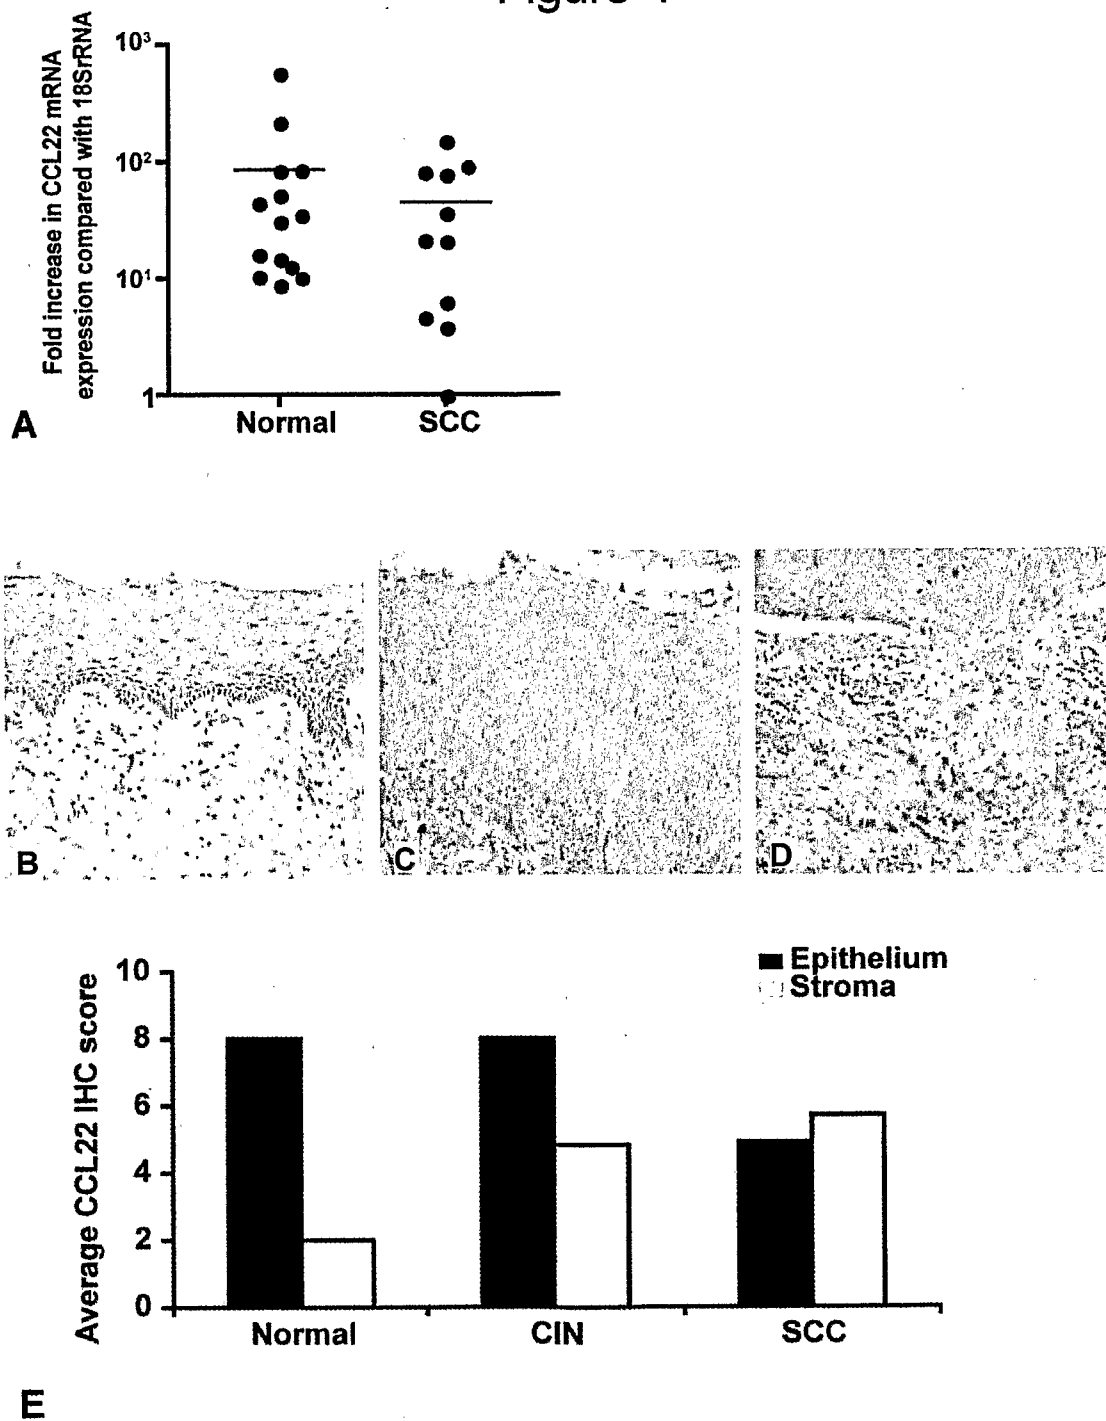 Fold increase in CCL22 mRNA
expression compared with 18SrRNA
10³
10²
10¹
1
Normal SCC
A
B
C
D
Epithelium
Stroma
Average CCL22 IHC score
10
8
6
4
2
0
Normal CIN SCC
E